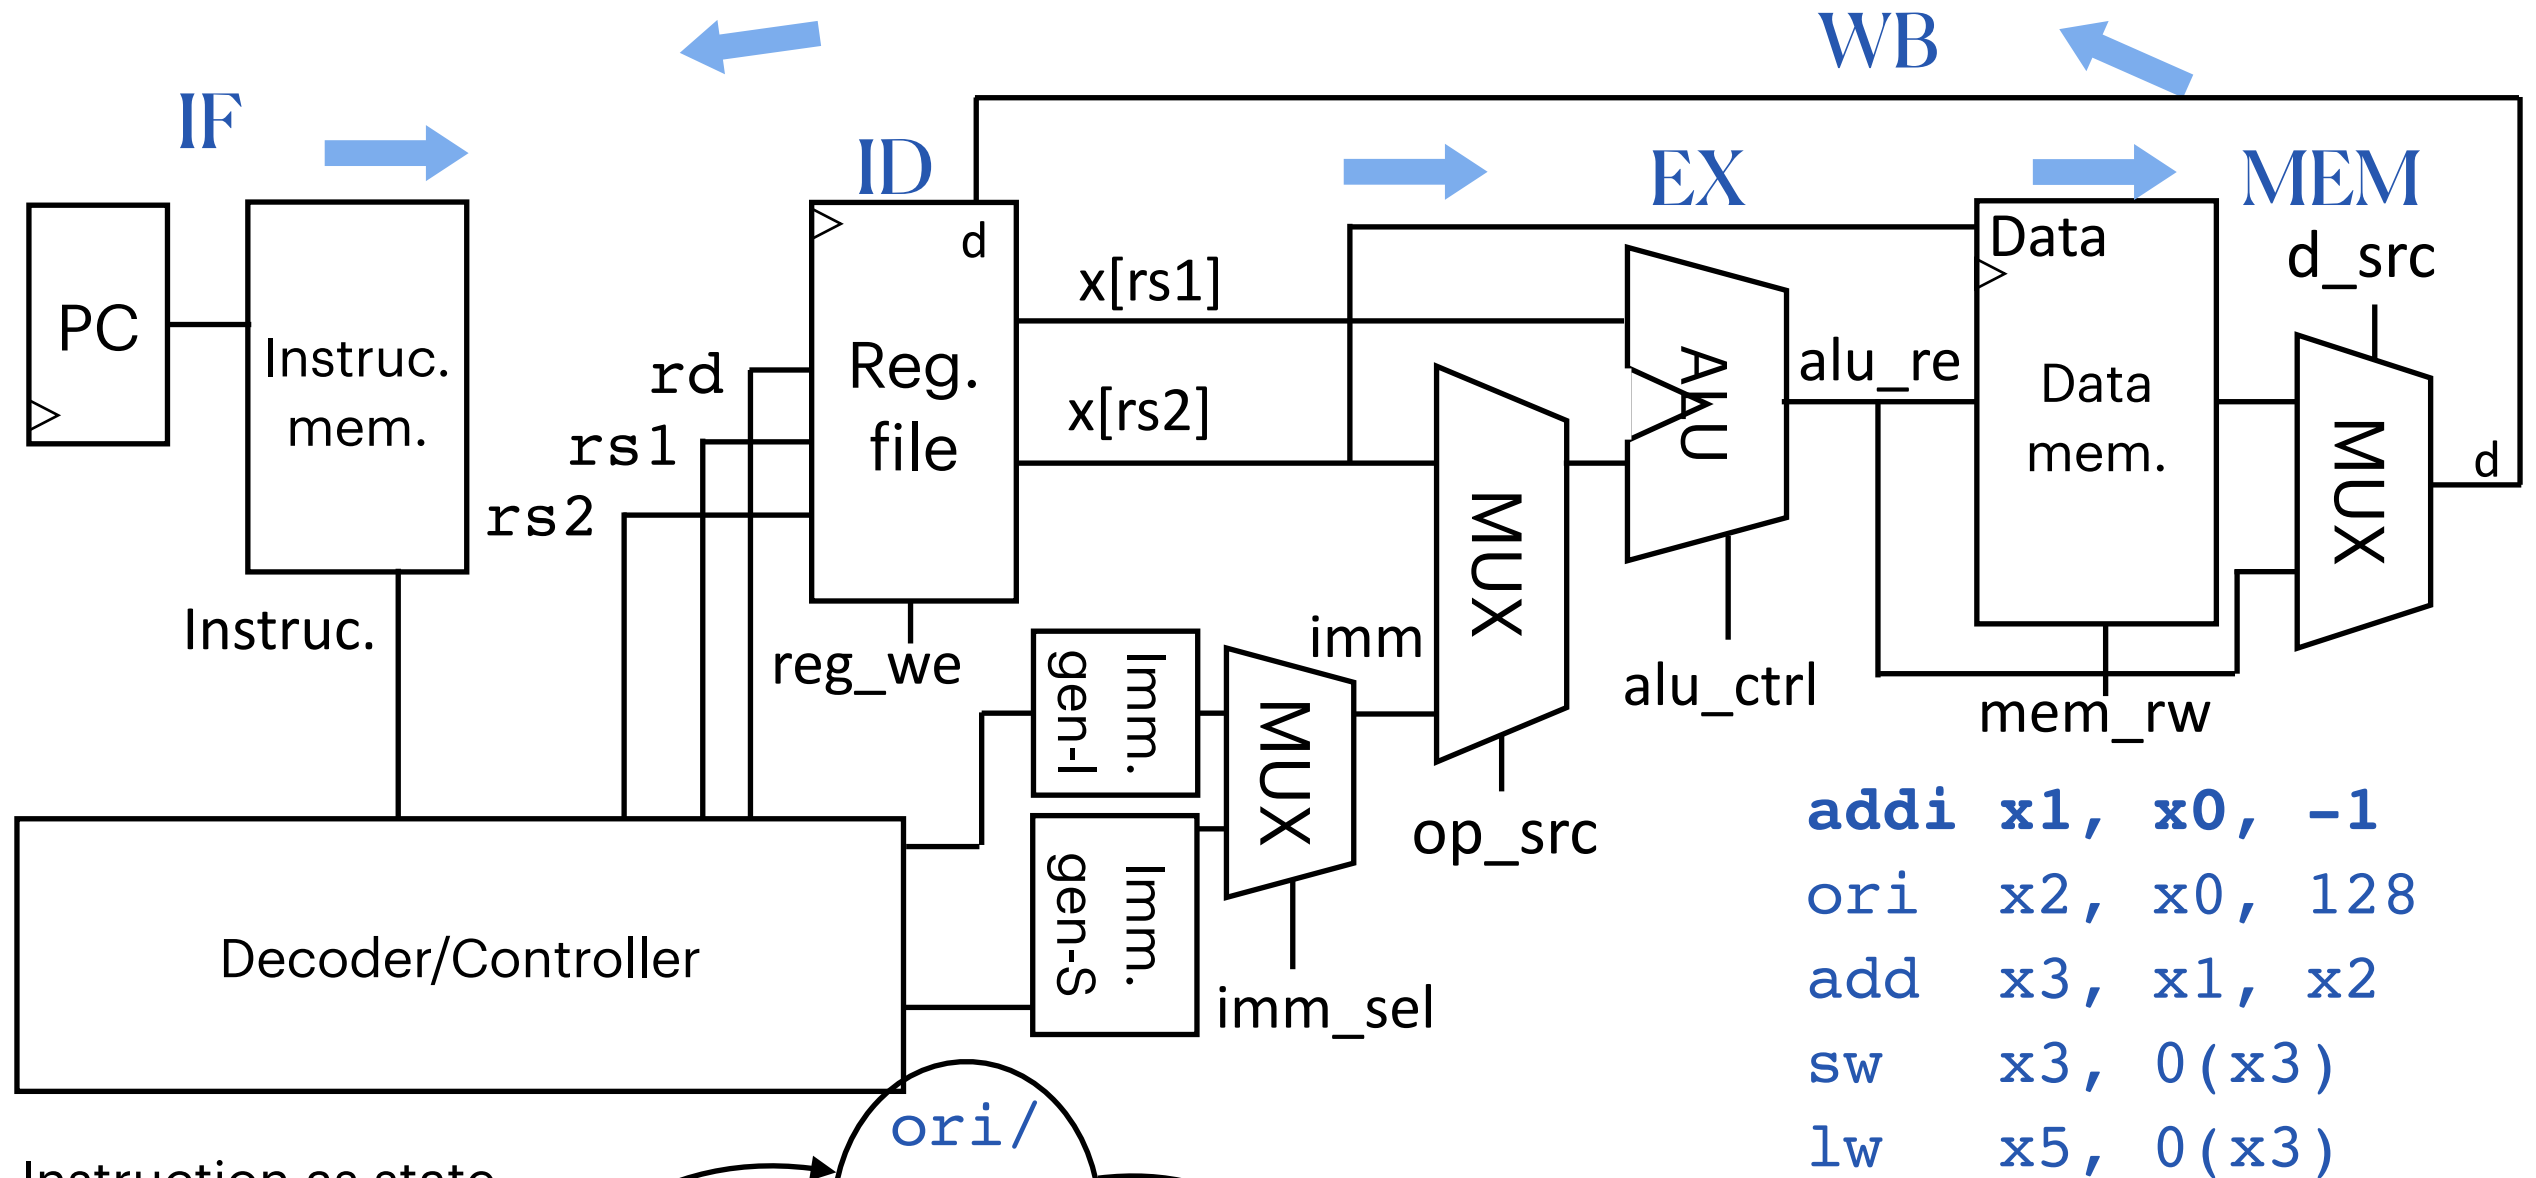 WB
IF
ID
EX
MEM
d
Data
d_src
x[rs1]
PC
Instruc.
mem.
rd
Reg.
file
x[rs2]
ALU
alu_re
Data
mem.
MUX
d
rs1
rs2
MUX
Instruc.
reg_we
Imm.
gen-I
imm
MUX
alu_ctrl
mem_rw
op_src
Imm.
gen-S
imm_sel
Decoder/Controller
addi x1, x0, -1
ori x2, x0, 128
add x3, x1, x2
sw x3, 0(x3)
lw x5, 0(x3)
ori/
Instruction as state